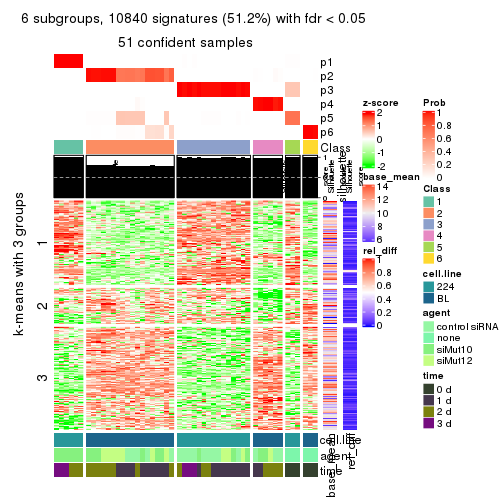 6 subgroups, 10840 signatures (51.2%) with fdr < 0.05
51 confident samples
p1
p2
p3
p4
p5
p6
Class
1
0
silhouette
k-means with 3 groups
1
2
3
cell.line
agent
time
base_mean
rel_diff
z-score
2
1
0
-1
-2
base_mean
14
12
10
8
6
rel_diff
1
0.8
0.6
0.4
0.2
0
Prob
1
0.8
0.6
0.4
0.2
0
Class
1
2
3
4
5
6
cell.line
224
BL
agent
control siRNA
none
siMut10
siMut12
time
0 d
1 d
2 d
3 d